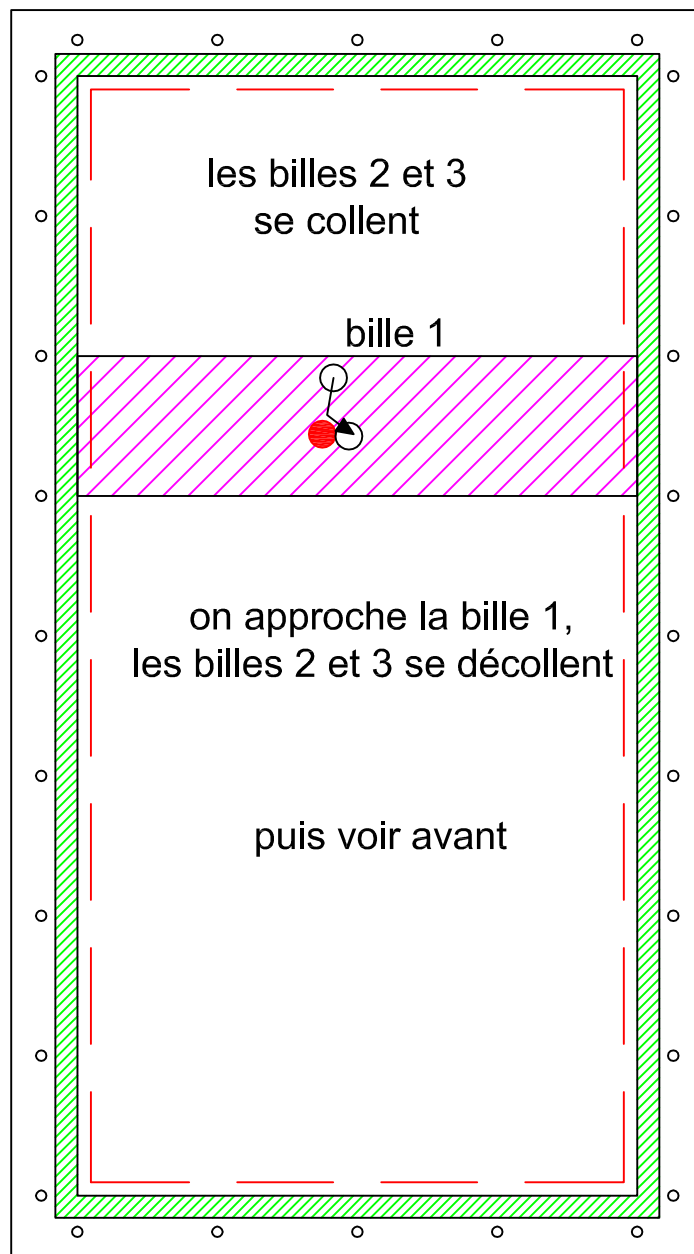 les billes 2 et 3
se collent
bille 1
on approche la bille 1,
les billes 2 et 3 se décollent
puis voir avant